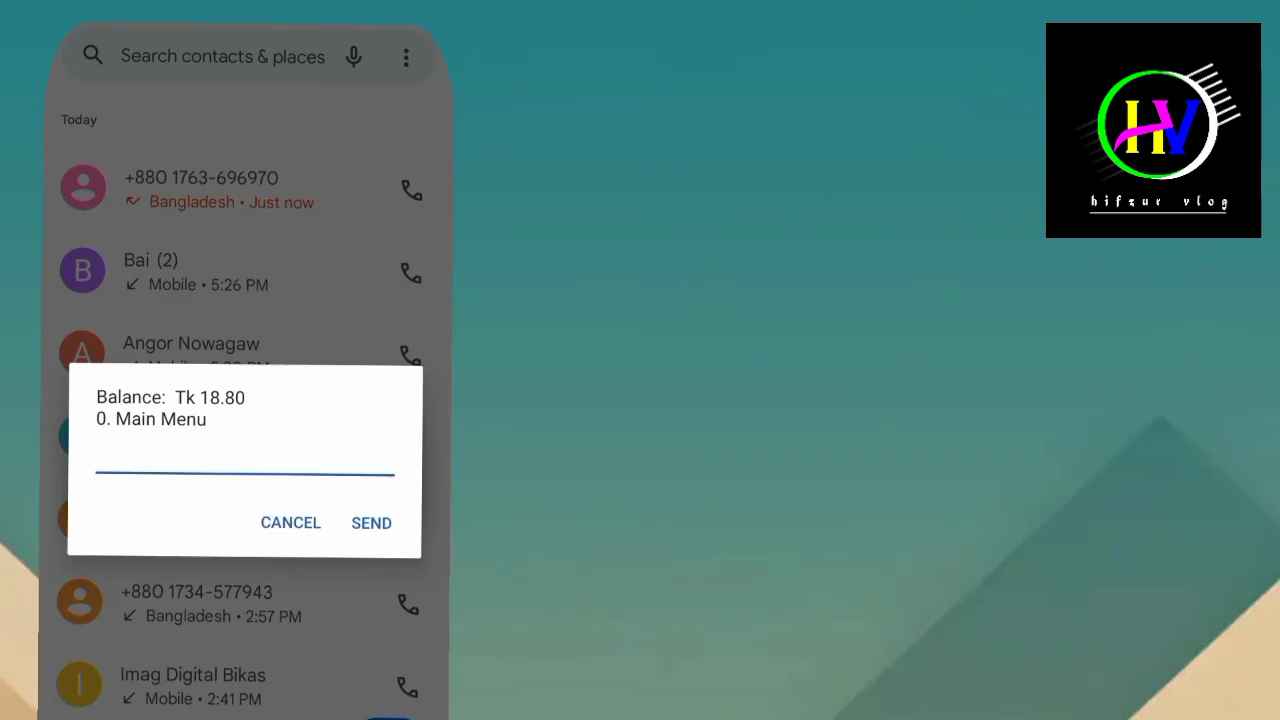 Search contacts & places
Today
+880 1763-696970
Bangladesh • Just now
Bai (2)
Mobile • 5:26 PM
Angor Nowagaw
Balance: Tk 18.80
0. Main Menu
CANCEL SEND
+880 1734-577943
Bangladesh • 2:57 PM
Imag Digital Bikas
Mobile • 2:41 PM
B
A
I
HV
hifzur vlog